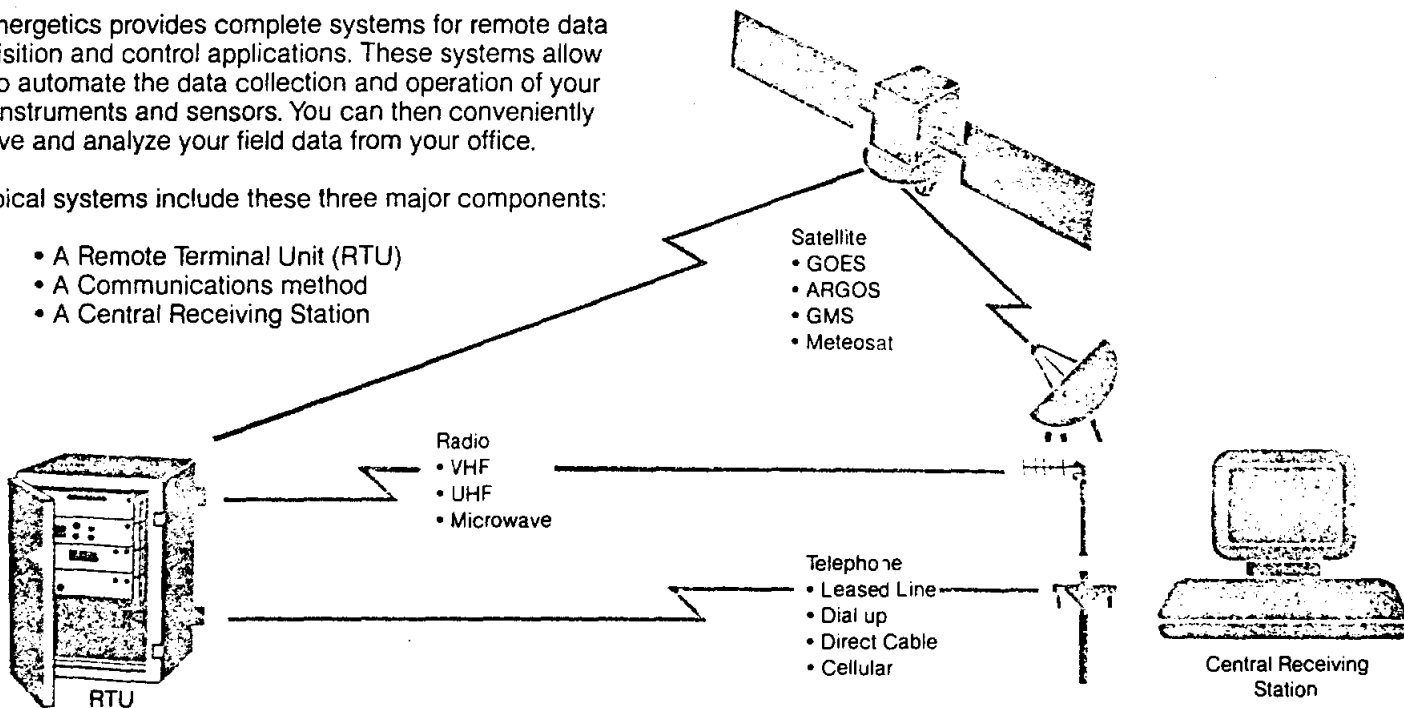 nergetics provides complete systems for remote data
isition and control applications. These systems allow
o automate the data collection and operation of your
nstruments and sensors. You can then conveniently
ve and analyze your field data from your office.
pical systems include these three major components:
• A Remote Terminal Unit (RTU)
• A Communications method
• A Central Receiving Station
Satellite
• GOES
• ARGOS
• GMS
• Meteosat
Radio
• VHF
• UHF
• Microwave
Telephone
• Leased Line
• Dial up
• Direct Cable
• Cellular
RTU
Central Receiving
Station